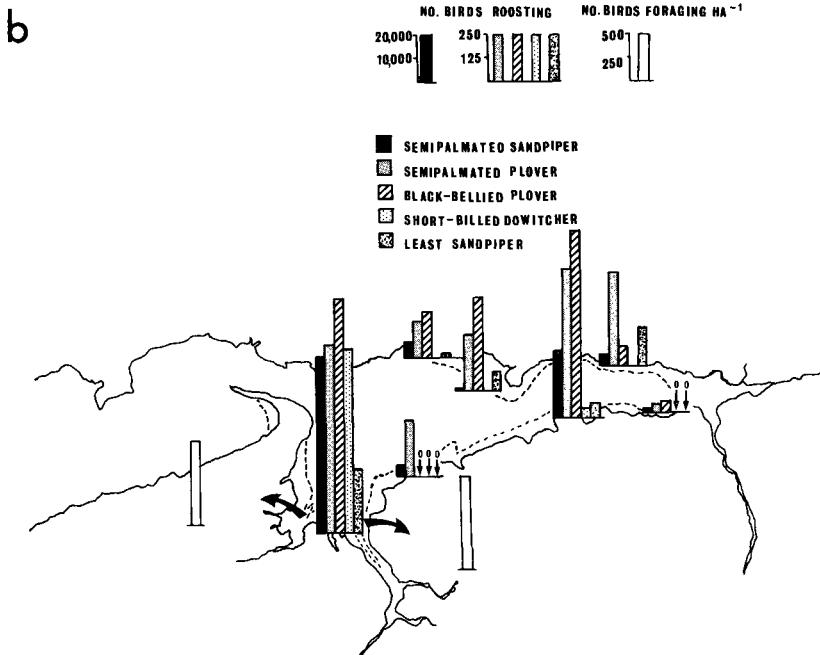 b
NO. BIRDS ROOSTING
NO. BIRDS FORAGING HA⁻¹
20,000
10,000
250
125
500
250
SEMIPALMATED SANDPIPER
SEMIPALMATED PLOVER
BLACK-BELLIED PLOVER
SHORT-BILLED DOWITCHER
LEAST SANDPIPER
0 0
0 0 0